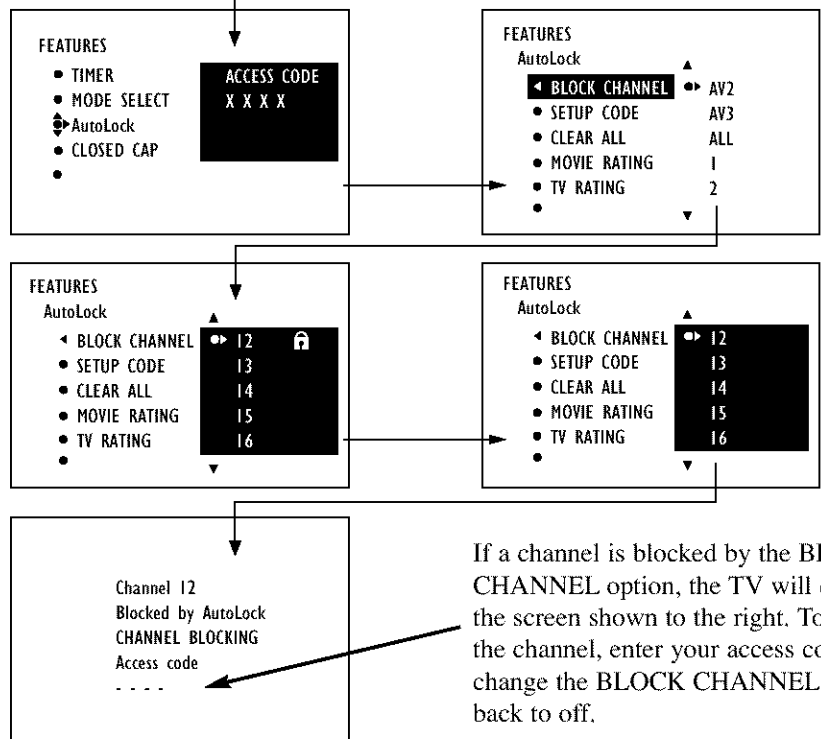 FEATURES
TIMER
MODE SELECT
AutoLock
CLOSED CAP
ACCESS CODE
X X X X
FEATURES
AutoLock
BLOCK CHANNEL
SETUP CODE
CLEAR ALL
MOVIE RATING
TV RATING
AV2
AV3
ALL
1
2
FEATURES
AutoLock
BLOCK CHANNEL
SETUP CODE
CLEAR ALL
MOVIE RATING
TV RATING
12
13
14
15
16
FEATURES
AutoLock
BLOCK CHANNEL
SETUP CODE
CLEAR ALL
MOVIE RATING
TV RATING
12
13
14
15
16
Channel 12
Blocked by AutoLock
CHANNEL BLOCKING
Access code
- - - -
If a channel is blocked by the
CHANNEL option, the TV will
the screen shown to the right. To
the channel, enter your access
change the BLOCK CHANNEL
back to off.